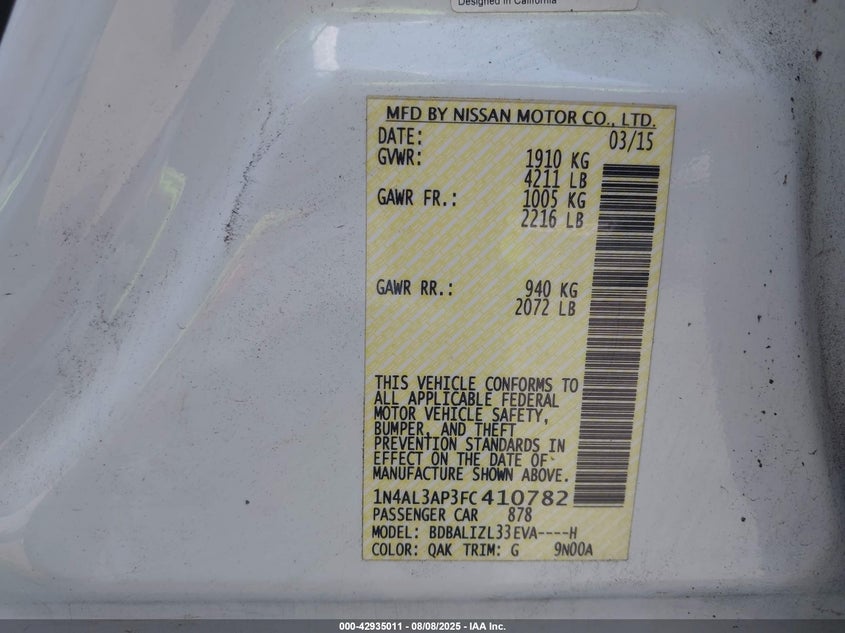 Designed in California
MFD BY NISSAN MOTOR CO., LTD.
DATE: 03/15
GVWR: 1910 KG
4211 LB
GAWR FR.: 1005 KG
2216 LB
GAWR RR.: 940 KG
2072 LB
THIS VEHICLE CONFORMS TO
ALL APPLICABLE FEDERAL
MOTOR VEHICLE SAFETY,
BUMPER, AND THEFT
PREVENTION STANDARDS IN
EFFECT ON THE DATE OF
MANUFACTURE SHOWN ABOVE.
1N4AL3AP3FC410782
PASSENGER CAR 878
MODEL: BDBALIZL33EVA----H
COLOR: QAK TRIM: G 9N00A
000-42935011 - 08/08/2025 - IAA Inc.